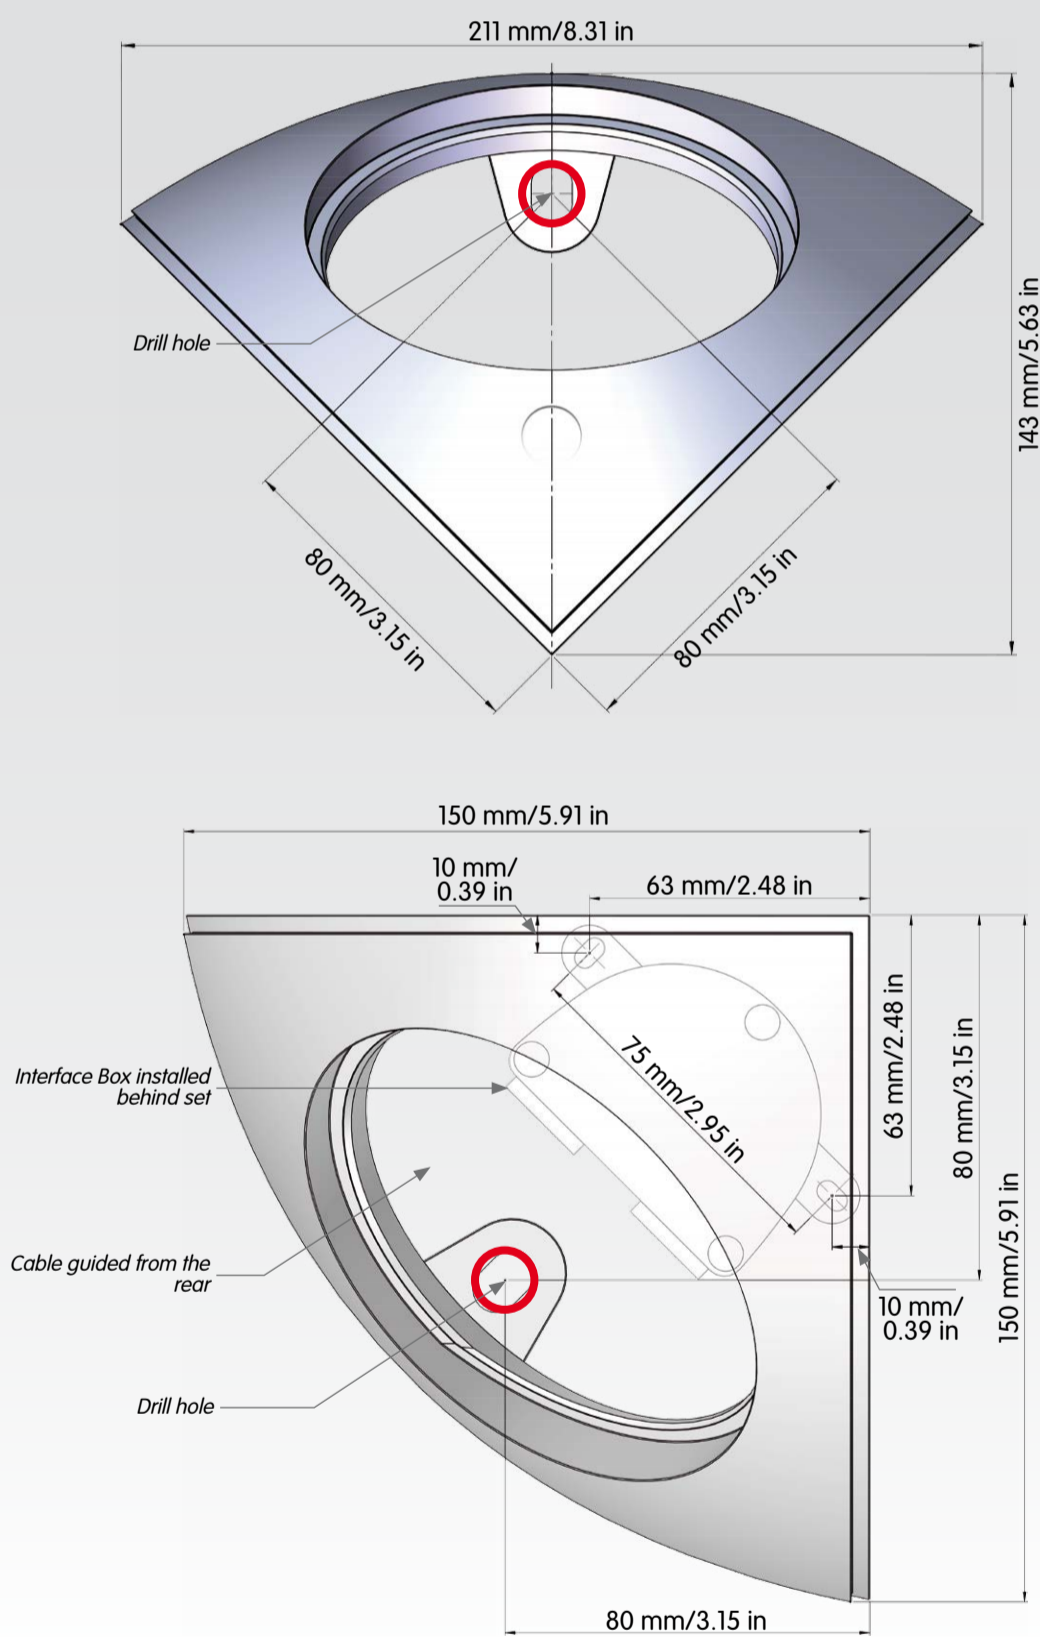 211 mm/8.31 in
Drill hole
143 mm/5.63 in
80 mm/3.15 in
80 mm/3.15 in
150 mm/5.91 in
10 mm/
0.39 in
63 mm/2.48 in
75 mm/2.95 in
63 mm/2.48 in
80 mm/3.15 in
150 mm/5.91 in
Interface Box installed
behind set
Cable guided from the
rear
10 mm/
0.39 in
Drill hole
80 mm/3.15 in